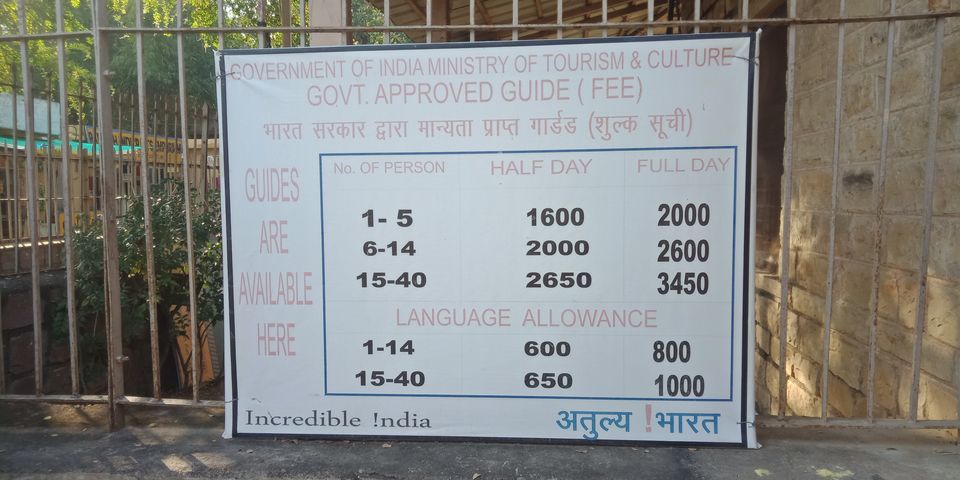 GOVERNMENT OF INDIA MINISTRY OF TOURISM & CULTURE
GOVT. APPROVED GUIDE ( FEE)
भारत सरकार द्वारा मान्यता प्राप्त गार्डड (शुल्क सूची)
GUIDES
ARE
AVAILABLE
HERE
No. OF PERSON HALF DAY FULL DAY
1- 5 1600 2000
6-14 2000 2600
15-40 2650 3450
LANGUAGE ALLOWANCE
1-14 600 800
15-40 650 1000
Incredible !ndia अतुल्य !भारत